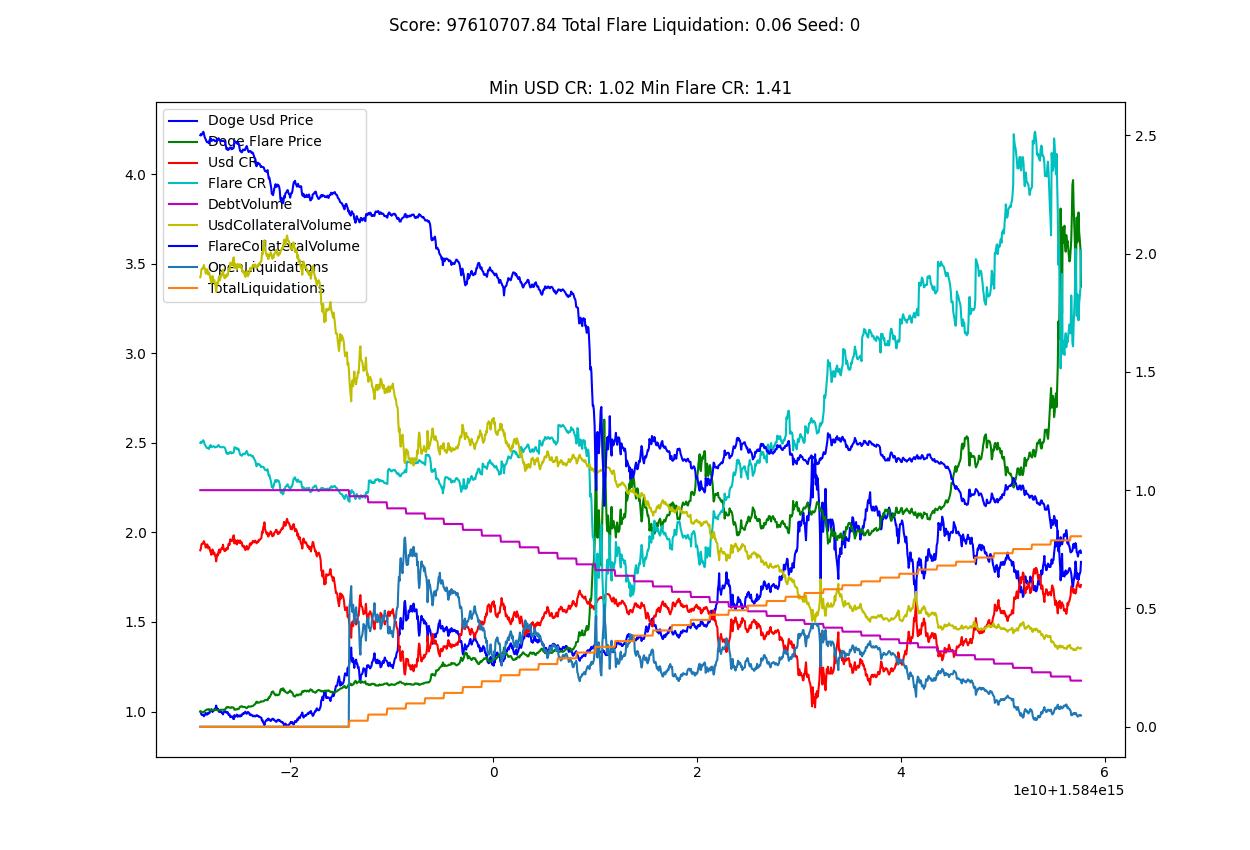 Score: 97610707.84 Total Flare Liquidation: 0.06 Seed: 0
Min USD CR: 1.02 Min Flare CR: 1.41
Doge Usd Price
Doge Flare Price
Usd CR
Flare CR
DebtVolume
UsdCollateralVolume
FlareCollateralVolume
OpenLiquidations
TotalLiquidations
4.0
3.5
3.0
2.5
2.0
1.5
1.0
2.5
2.0
1.5
1.0
0.5
0.0
−2
0
2
4
6
1e10+1.584e15